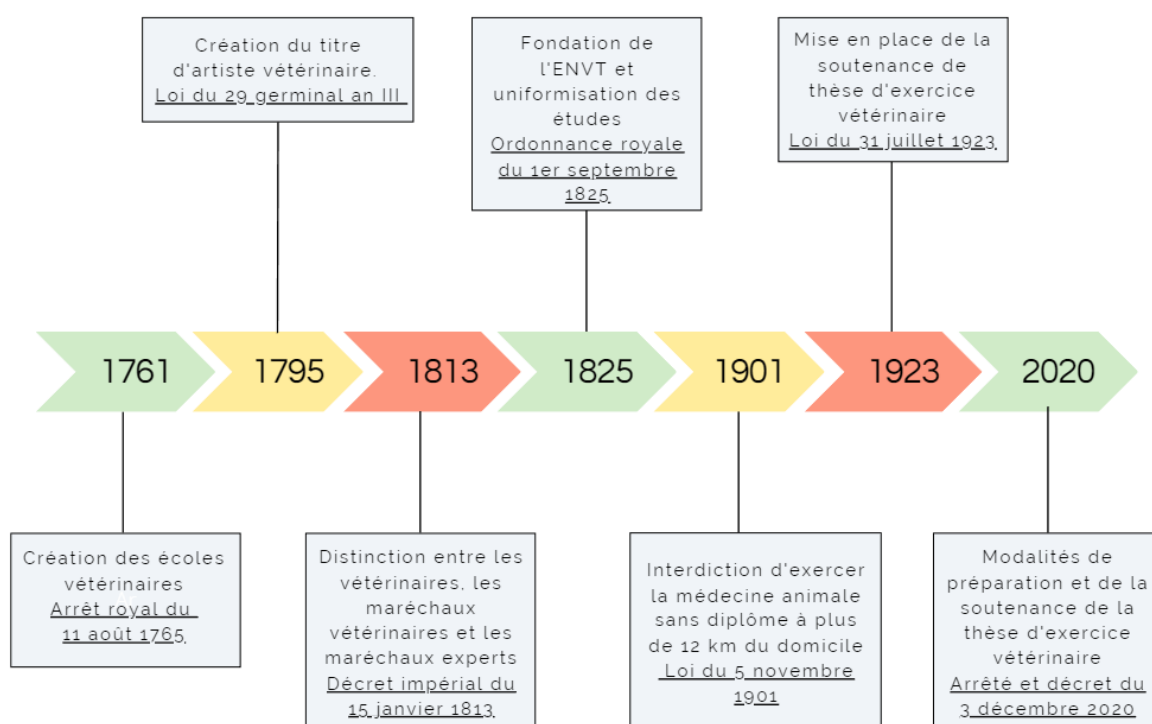 Création du titre
d'artiste vétérinaire.
Loi du 29 germinal an III
Fondation de
l'ENVT et
uniformisation des
études
Ordonnance royale
du 1er septembre
1825
Mise en place de la
soutenance de
thèse d'exercice
vétérinaire
Loi du 31 juillet 1923
1761
1795
1813
1825
1901
1923
2020
Création des écoles
vétérinaires
Arrêt royal du
11 août 1765
Distinction entre les
vétérinaires, les
maréchaux
vétérinaires et les
maréchaux experts
Décret impérial du
15 janvier 1813
Interdiction d'exercer
la médecine animale
sans diplôme à plus
de 12 km du domicile
Loi du 5 novembre
1901
Modalités de
préparation et de la
soutenance de la
thèse d'exercice
vétérinaire
Arrêté et décret du
3 décembre 2020